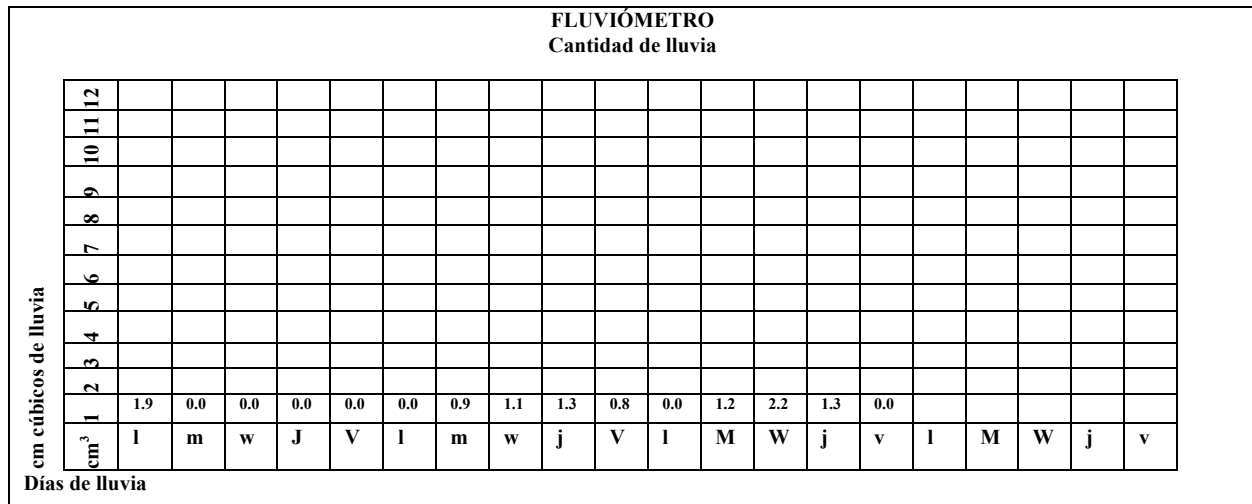 FLUVIÓMETRO
Cantidad de lluvia
12
11
10
9
8
7
6
5
4
3
2
1 1.9 0.0 0.0 0.0 0.0 0.0 0.9 1.1 1.3 0.8 0.0 1.2 2.2 1.3 0.0
cm³ l m w J V l m w j V l M W j v l M W j v
cm cúbicos de lluvia
Días de lluvia